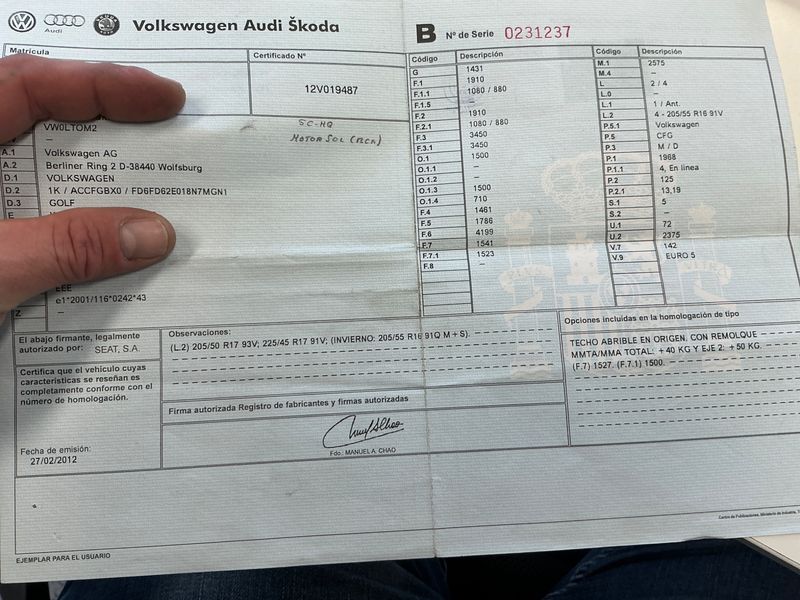 Audi
Volkswagen Audi Škoda
Matrícula
Certificado Nº
12V019487
VW0LTOM2
–
SC-HQ
MOTOR SOL (RCR)
A.1 Volkswagen AG
A.2 Berliner Ring 2 D-38440 Wolfsburg
D.1 VOLKSWAGEN
D.2 1K / ACCFGBX0 / FD6FD62E018N7MGN1
D.3 GOLF
E
EEE
e1*2001/116*0242*43
Z –
B Nº de Serie 0231237
Código Descripción
G 1431
F.1 1910
F.1.1 1080 / 880
F.1.5 –
F.2 1910
F.2.1 1080 / 880
F.3 3450
F.3.1 3450
O.1 1500
O.1.1 –
O.1.2 –
O.1.3 1500
O.1.4 710
F.4 1461
F.5 1786
F.6 4199
F.7 1541
F.7.1 1523
F.8 –
Código Descripción
M.1 2575
M.4 –
L 2 / 4
L.0 –
L.1 1 / Ant.
L.2 4 - 205/55 R16 91V
P.5.1 Volkswagen
P.5 CFG
P.3 M / D
P.1 1968
P.1.1 4, En línea
P.2 125
P.2.1 13,19
S.1 5
S.2 –
U.1 72
U.2 2375
V.7 142
V.9 EURO 5
El abajo firmante, legalmente
autorizado por: SEAT, S.A.
Certifica que el vehículo cuyas
características se reseñan es
completamente conforme con el
número de homologación.
Fecha de emisión:
27/02/2012
Observaciones:
(L.2) 205/50 R17 93V; 225/45 R17 91V; (INVIERNO: 205/55 R16 91Q M + S).
Firma autorizada Registro de fabricantes y firmas autorizadas
Fdo.: MANUEL A. CHAO
Opciones incluidas en la homologación de tipo
TECHO ABRIBLE EN ORIGEN, CON REMOLQUE
MMTA/MMA TOTAL: + 40 KG Y EJE 2: + 50 KG.
(F.7) 1527. (F.7.1) 1500.
EJEMPLAR PARA EL USUARIO
Centro de Publicaciones. Ministerio de Industria,